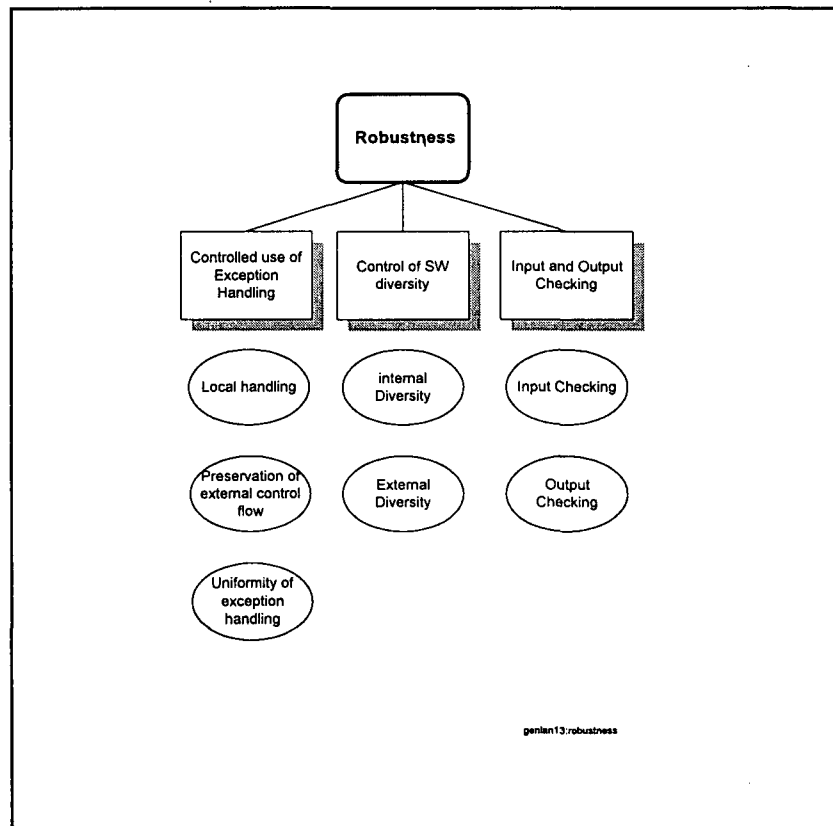 Robustness
Controlled use of
Exception
Handling
Control of SW
diversity
Input and Output
Checking
Local handling
internal
Diversity
Input Checking
Preservation of
external control
flow
External
Diversity
Output
Checking
Uniformity of
exception
handling
genlan13:robustness